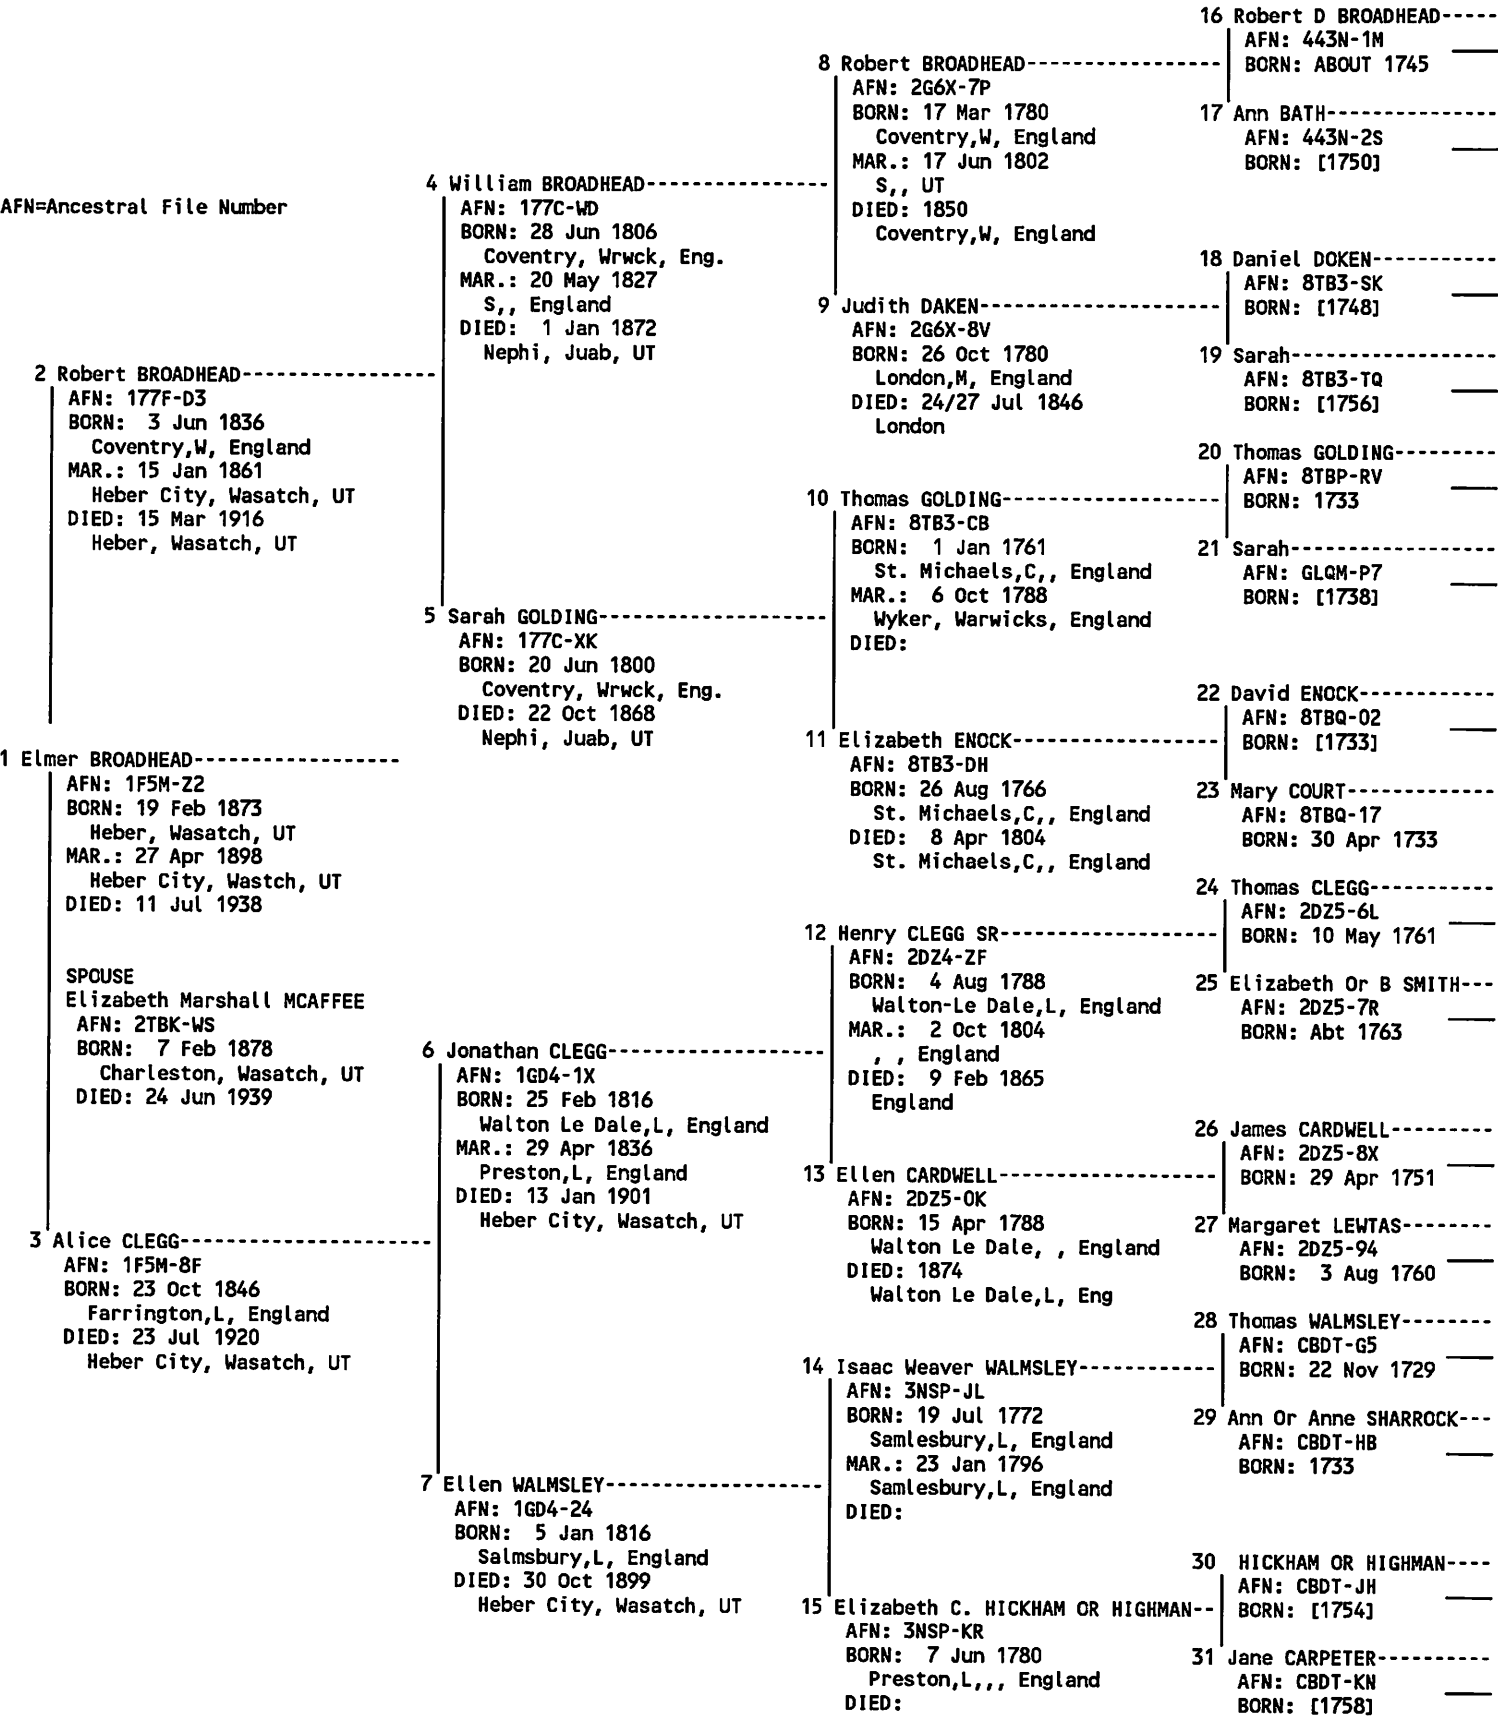 16 Robert D BROADHEAD-----
AFN: 443N-1M
BORN: ABOUT 1745
8 Robert BROADHEAD-----------------
AFN: 2G6X-7P
BORN: 17 Mar 1780
Coventry,W, England
MAR.: 17 Jun 1802
S,, UT
DIED: 1850
Coventry,W, England
17 Ann BATH---------------
AFN: 443N-2S
BORN: [1750]
4 William BROADHEAD----------------
AFN: 177C-WD
BORN: 28 Jun 1806
Coventry, Wrwck, Eng.
MAR.: 20 May 1827
S,, England
DIED:  1 Jan 1872
Nephi, Juab, UT
AFN=Ancestral File Number
18 Daniel DOKEN-----------
AFN: 8TB3-SK
BORN: [1748]
9 Judith DAKEN---------------------
AFN: 2G6X-8V
BORN: 26 Oct 1780
London,M, England
DIED: 24/27 Jul 1846
London
19 Sarah------------------
AFN: 8TB3-TQ
BORN: [1756]
2 Robert BROADHEAD-----------------
AFN: 177F-D3
BORN:  3 Jun 1836
Coventry,W, England
MAR.: 15 Jan 1861
Heber City, Wasatch, UT
DIED: 15 Mar 1916
Heber, Wasatch, UT
20 Thomas GOLDING---------
AFN: 8TBP-RV
BORN: 1733
10 Thomas GOLDING-------------------
AFN: 8TB3-CB
BORN:  1 Jan 1761
St. Michaels,C,, England
MAR.:  6 Oct 1788
Wyker, Warwicks, England
DIED:
21 Sarah------------------
AFN: GLQM-P7
BORN: [1738]
5 Sarah GOLDING--------------------
AFN: 177C-XK
BORN: 20 Jun 1800
Coventry, Wrwck, Eng.
DIED: 22 Oct 1868
Nephi, Juab, UT
22 David ENOCK------------
AFN: 8TBQ-02
BORN: [1733]
11 Elizabeth ENOCK------------------
AFN: 8TB3-DH
BORN: 26 Aug 1766
St. Michaels,C,, England
DIED:  8 Apr 1804
St. Michaels,C,, England
23 Mary COURT-------------
AFN: 8TBQ-17
BORN: 30 Apr 1733
1 Elmer BROADHEAD------------------
AFN: 1F5M-Z2
BORN: 19 Feb 1873
Heber, Wasatch, UT
MAR.: 27 Apr 1898
Heber City, Wastch, UT
DIED: 11 Jul 1938
SPOUSE
Elizabeth Marshall MCAFFEE
AFN: 2TBK-WS
BORN:  7 Feb 1878
Charleston, Wasatch, UT
DIED: 24 Jun 1939
24 Thomas CLEGG-----------
AFN: 2DZ5-6L
BORN: 10 May 1761
12 Henry CLEGG SR-------------------
AFN: 2DZ4-ZF
BORN:  4 Aug 1788
Walton-Le Dale,L, England
MAR.:  2 Oct 1804
, , England
DIED:  9 Feb 1865
England
25 Elizabeth Or B SMITH---
AFN: 2DZ5-7R
BORN: Abt 1763
6 Jonathan CLEGG-------------------
AFN: 1GD4-1X
BORN: 25 Feb 1816
Walton Le Dale,L, England
MAR.: 29 Apr 1836
Preston,L, England
DIED: 13 Jan 1901
Heber City, Wasatch, UT
26 James CARDWELL---------
AFN: 2DZ5-8X
BORN: 29 Apr 1751
13 Ellen CARDWELL-------------------
AFN: 2DZ5-0K
BORN: 15 Apr 1788
Walton Le Dale, , England
DIED: 1874
Walton Le Dale,L, Eng
27 Margaret LEWTAS--------
AFN: 2DZ5-94
BORN:  3 Aug 1760
3 Alice CLEGG----------------------
AFN: 1F5M-8F
BORN: 23 Oct 1846
Farrington,L, England
DIED: 23 Jul 1920
Heber City, Wasatch, UT
28 Thomas WALMSLEY--------
AFN: CBDT-G5
BORN: 22 Nov 1729
14 Isaac Weaver WALMSLEY------------
AFN: 3NSP-JL
BORN: 19 Jul 1772
Samlesbury,L, England
MAR.: 23 Jan 1796
Samlesbury,L, England
DIED:
29 Ann Or Anne SHARROCK---
AFN: CBDT-HB
BORN: 1733
7 Ellen WALMSLEY-------------------
AFN: 1GD4-24
BORN:  5 Jan 1816
Salmsbury,L, England
DIED: 30 Oct 1899
Heber City, Wasatch, UT
30  HICKHAM OR HIGHMAN----
AFN: CBDT-JH
BORN: [1754]
15 Elizabeth C. HICKHAM OR HIGHMAN--
AFN: 3NSP-KR
BORN:  7 Jun 1780
Preston,L,,, England
DIED:
31 Jane CARPETER----------
AFN: CBDT-KN
BORN: [1758]